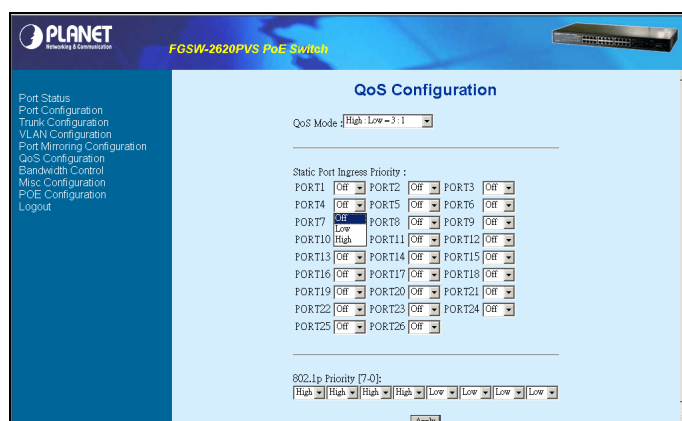 PLANET
Networking & Communication
FGSW-2620PVS PoE Switch
Port Status
Port Configuration
Trunk Configuration
VLAN Configuration
Port Mirroring Configuration
QoS Configuration
Bandwidth Control
Misc Configuration
POE Configuration
Logout
QoS Configuration
QoS Mode : High : Low = 3 : 1
Static Port Ingress Priority :
PORT1 Off PORT2 Off PORT3 Off
PORT4 Off PORT5 Off PORT6 Off
PORT7 Off PORT8 Off PORT9 Off
Low
PORT10 High PORT11 Off PORT12 Off
PORT13 Off PORT14 Off PORT15 Off
PORT16 Off PORT17 Off PORT18 Off
PORT19 Off PORT20 Off PORT21 Off
PORT22 Off PORT23 Off PORT24 Off
PORT25 Off PORT26 Off
802.1p Priority [7-0]:
High High High High Low Low Low Low
Apply